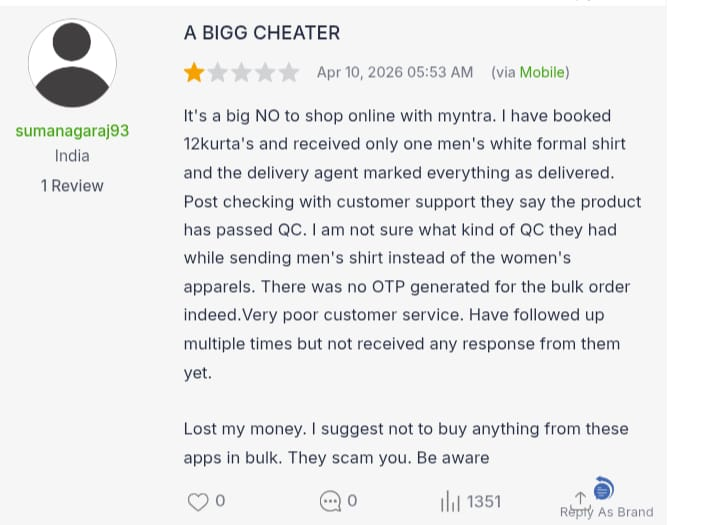 A BIGG CHEATER
Apr 10, 2026 05:53 AM (via Mobile)
sumanagaraj93
India
1 Review
It's a big NO to shop online with myntra. I have booked
12kurta's and received only one men's white formal shirt
and the delivery agent marked everything as delivered.
Post checking with customer support they say the product
has passed QC. I am not sure what kind of QC they had
while sending men's shirt instead of the women's
apparels. There was no OTP generated for the bulk order
indeed.Very poor customer service. Have followed up
multiple times but not received any response from them
yet.
Lost my money. I suggest not to buy anything from these
apps in bulk. They scam you. Be aware
0 0 1351 Reply As Brand